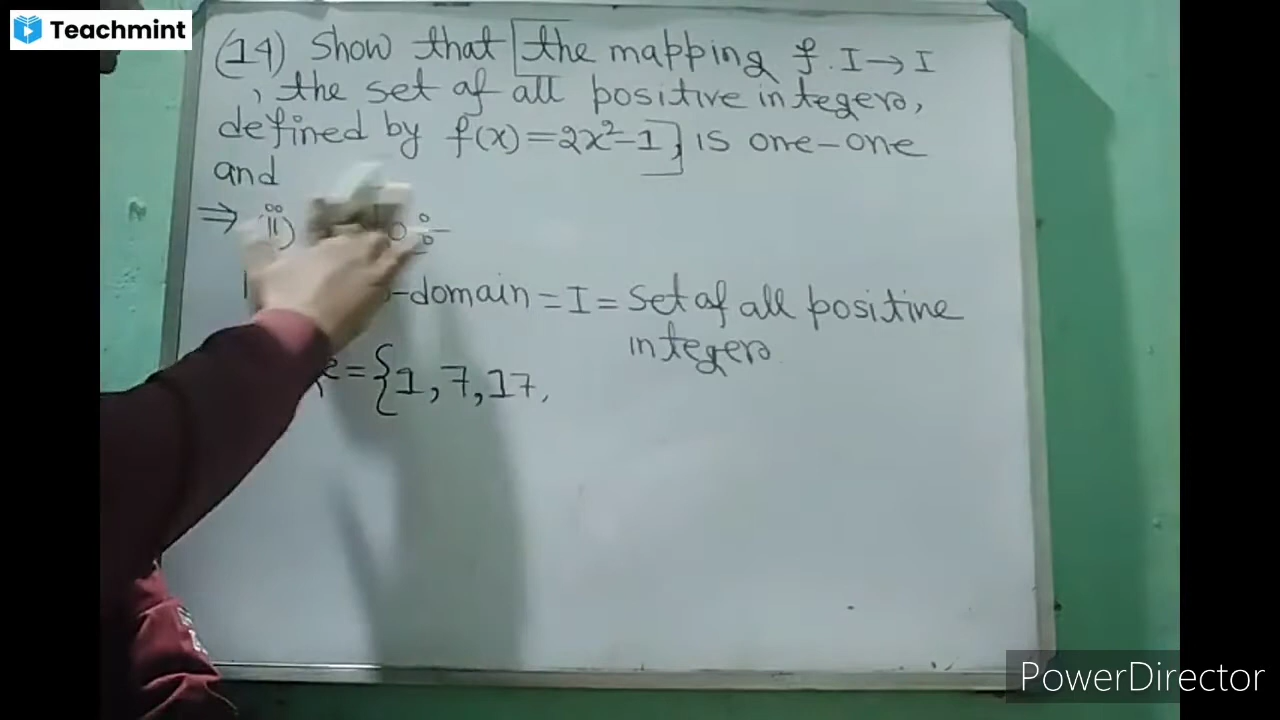 Teachmint
(14) Show that the mapping f. I→I
, the set of all positive integers,
defined by f(x)=2x²-1, is one-one
and
⇒ (ii)
-domain = I = set of all positine
integers
= {1, 7, 17,
PowerDirector